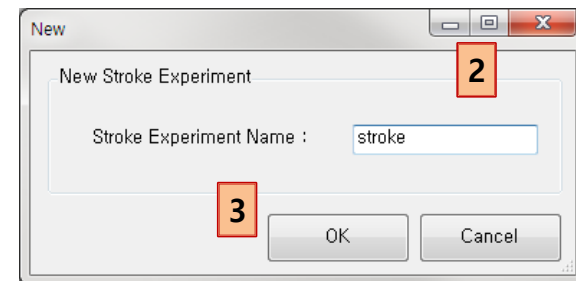 New
2
New Stroke Experiment
Stroke Experiment Name : stroke
3
OK Cancel